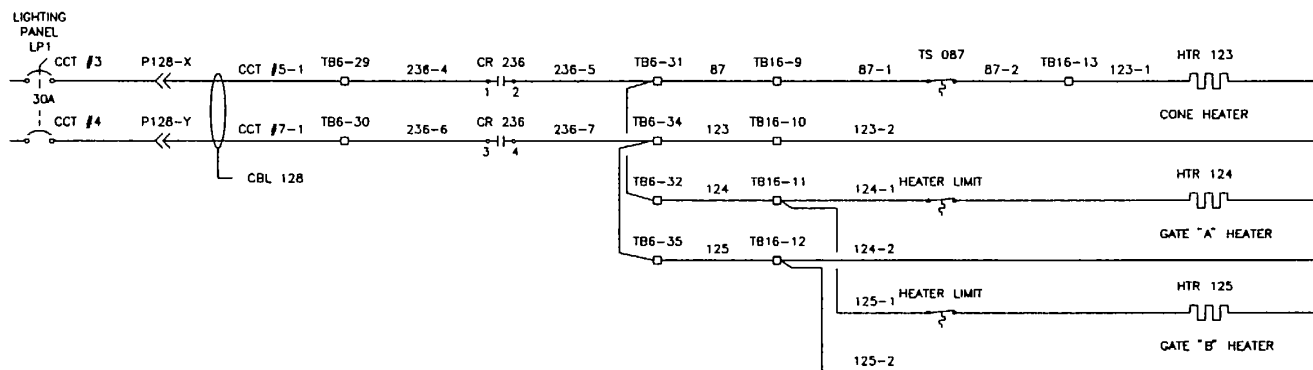 LIGHTING
PANEL
LP1
CCT #3
P128-X
CCT #5-1
TB6-29
236-4
CR 236
1 2
236-5
TB6-31
87
TB16-9
87-1
TS 087
87-2
TB16-13
123-1
HTR 123
CONE HEATER
30A
CCT #4
P128-Y
CCT #7-1
TB6-30
236-6
CR 236
3 4
236-7
TB6-34
123
TB16-10
123-2
CBL 128
TB6-32
124
TB16-11
124-1
HEATER LIMIT
HTR 124
GATE "A" HEATER
TB6-35
125
TB16-12
124-2
125-1
HEATER LIMIT
HTR 125
GATE "B" HEATER
125-2